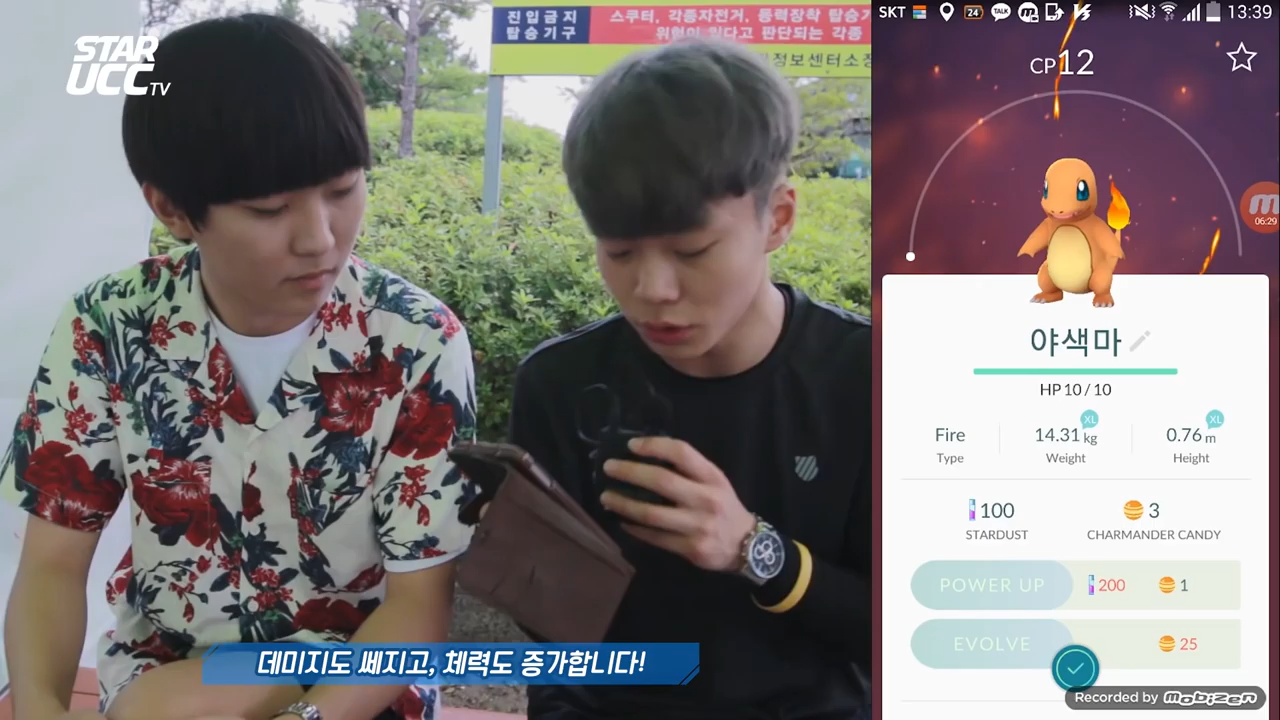 STAR
UCC TV
진입금지
탑승기구
스쿠터, 각종자전거, 동력장착 탑승기
위험이 있다고 판단되는 각종
정보센터소장
데미지도 쎄지고, 체력도 증가합니다!
SKT 24 TALK 13:39
CP12
06:29
야색마
HP 10 / 10
Fire
Type
XL
14.31 kg
Weight
XL
0.76 m
Height
100
STARDUST
3
CHARMANDER CANDY
POWER UP 200 1
EVOLVE 25
Recorded by mobizen